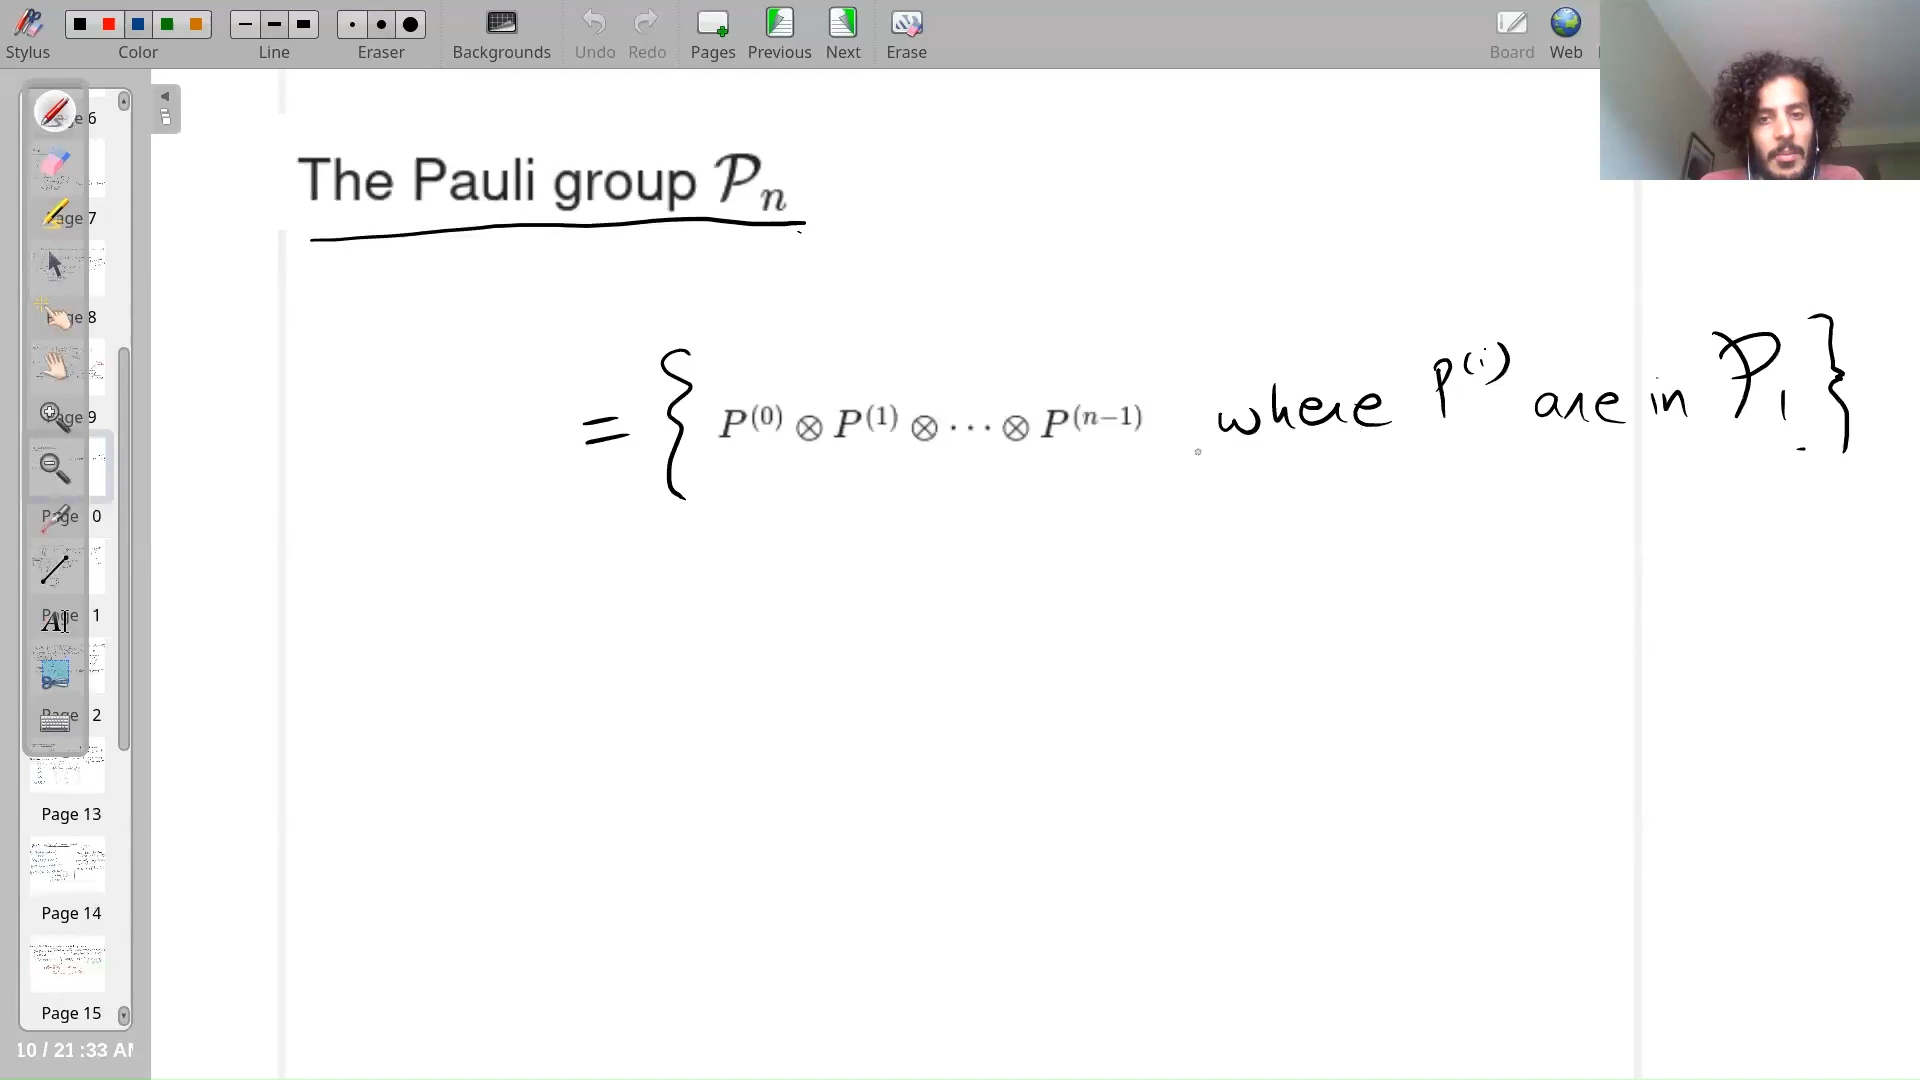 Stylus Color Line Eraser Backgrounds Undo Redo Pages Previous Next Erase Board Web
The Pauli group 𝒫ₙ
= { P⁽⁰⁾ ⊗ P⁽¹⁾ ⊗ ⋯ ⊗ P⁽ⁿ⁻¹⁾ where P⁽ⁱ⁾ are in 𝒫₁ }
Page 13
Page 14
Page 15